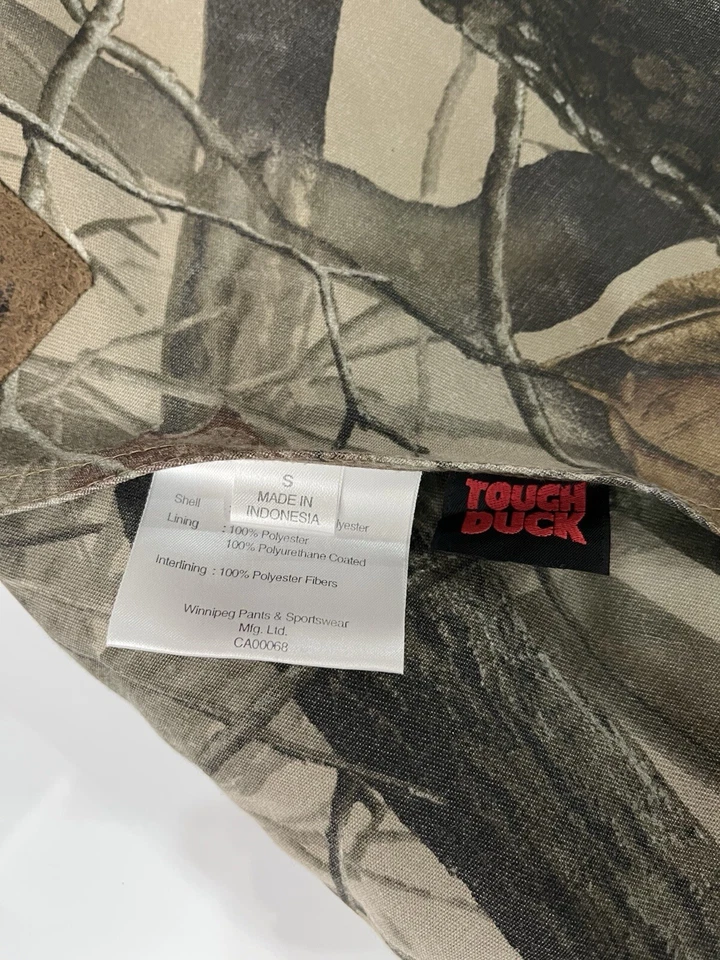 S
MADE IN
INDONESIA
Shell lyester
Lining : 100% Polyester
100% Polyurethane Coated
Interlining : 100% Polyester Fibers
Winnipeg Pants & Sportswear
Mfg. Ltd.
CA00068
TOUGH
DUCK